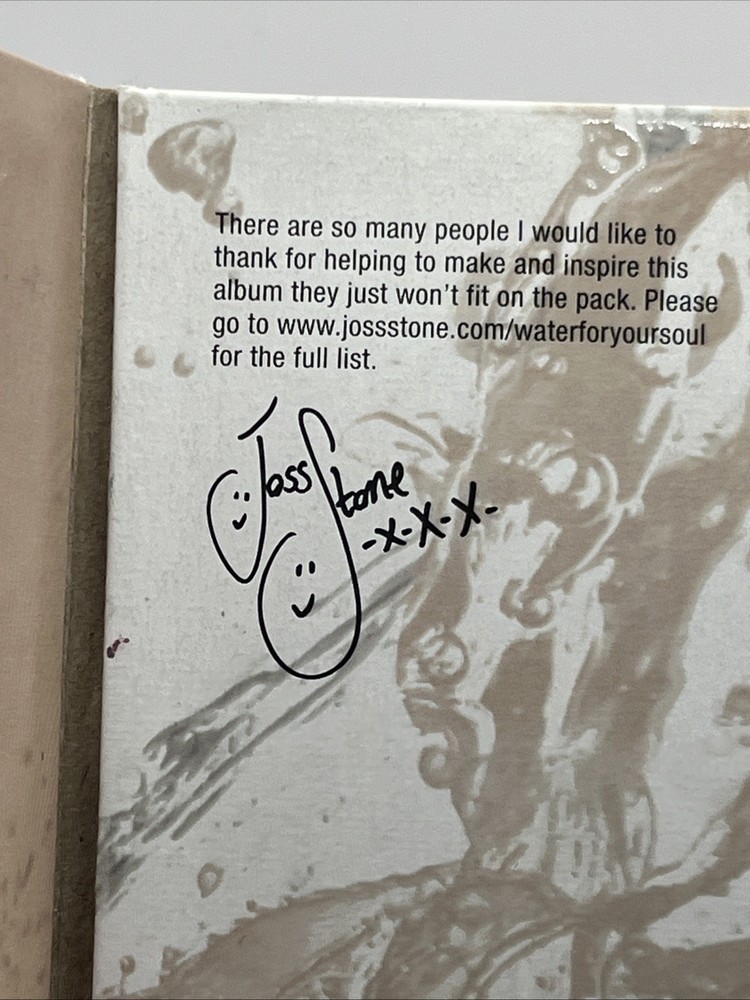 There are so many people I would like to
thank for helping to make and inspire this
album they just won't fit on the pack. Please
go to www.jossstone.com/waterforyoursoul
for the full list.
Joss Stone
-x-x-x-